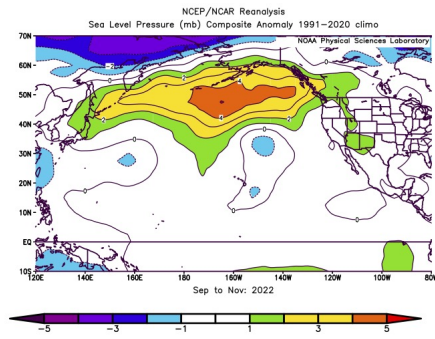 NCEP/NCAR Reanalysis
Sea Level Pressure (mb) Composite Anomaly 1991-2020 climo
NOAA Physical Sciences Laboratory
70N
60N
50N
40N
30N
20N
10N
EQ
10S
120E 140E 160E 180 160W 140W 120W 100W 80W
Sep to Nov: 2022
-5 -3 -1 1 3 5